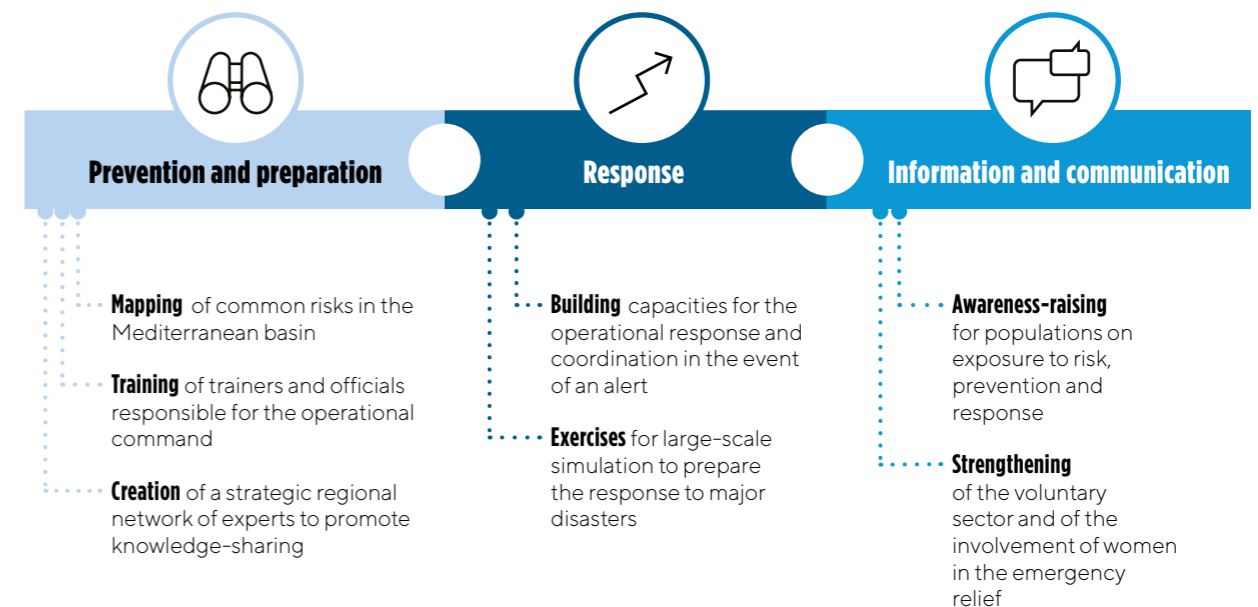 Prevention and preparation
Mapping of common risks in the
Mediterranean basin
Training of trainers and officials
responsible for the operational
command
Creation of a strategic regional
network of experts to promote
knowledge-sharing
Response
Building capacities for the
operational response and
coordination in the event
of an alert
Exercises for large-scale
simulation to prepare
the response to major
disasters
Information and communication
Awareness-raising
for populations on
exposure to risk,
prevention and
response
Strengthening
of the voluntary
sector and of the
involvement of women
in the emergency
relief